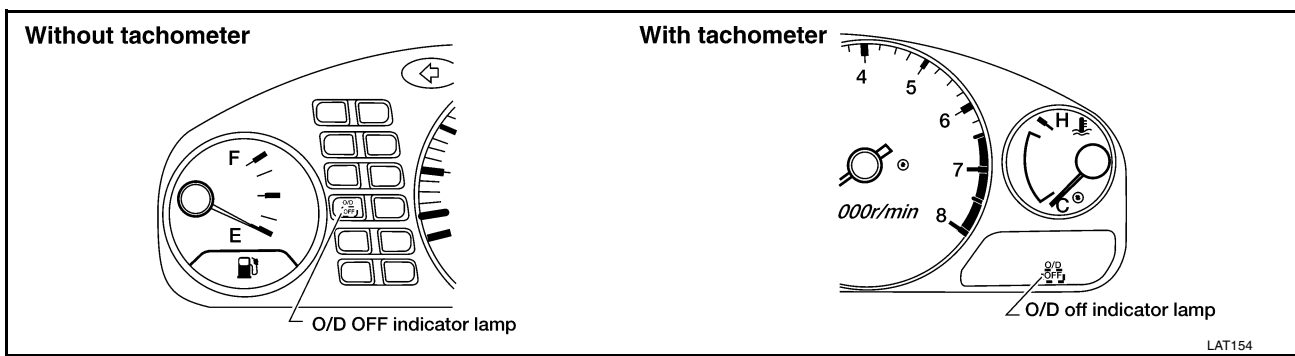 Without tachometer
F
E
O/D
OFF
O/D OFF indicator lamp
With tachometer
4
5
6
7
8
000r/min
H
C
O/D
OFF
O/D off indicator lamp
LAT154